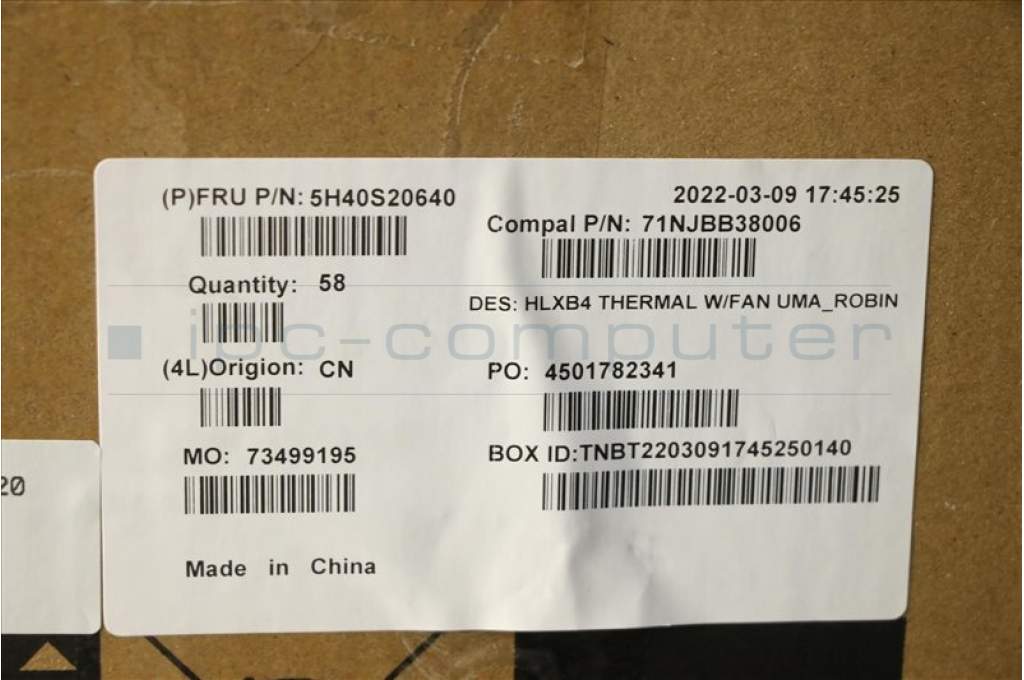 (P)FRU P/N: 5H40S20640
2022-03-09 17:45:25
Compal P/N: 71NJBB38006
Quantity: 58
DES: HLXB4 THERMAL W/FAN UMA_ROBIN
ipc-computer
(4L)Origion: CN
PO: 4501782341
MO: 73499195
BOX ID:TNBT2203091745250140
20
Made in China